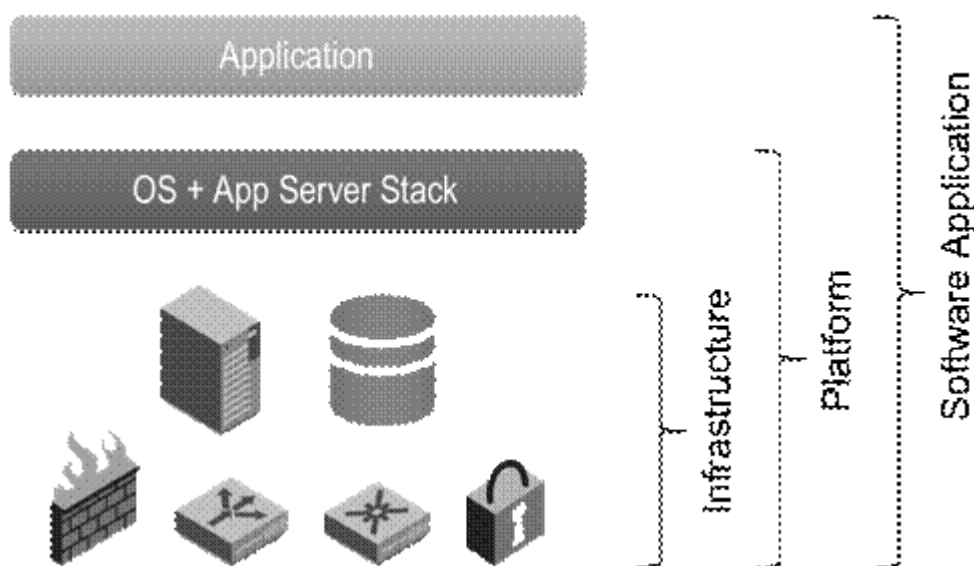 Application
OS + App Server Stack
Infrastructure
Platform
Software Application